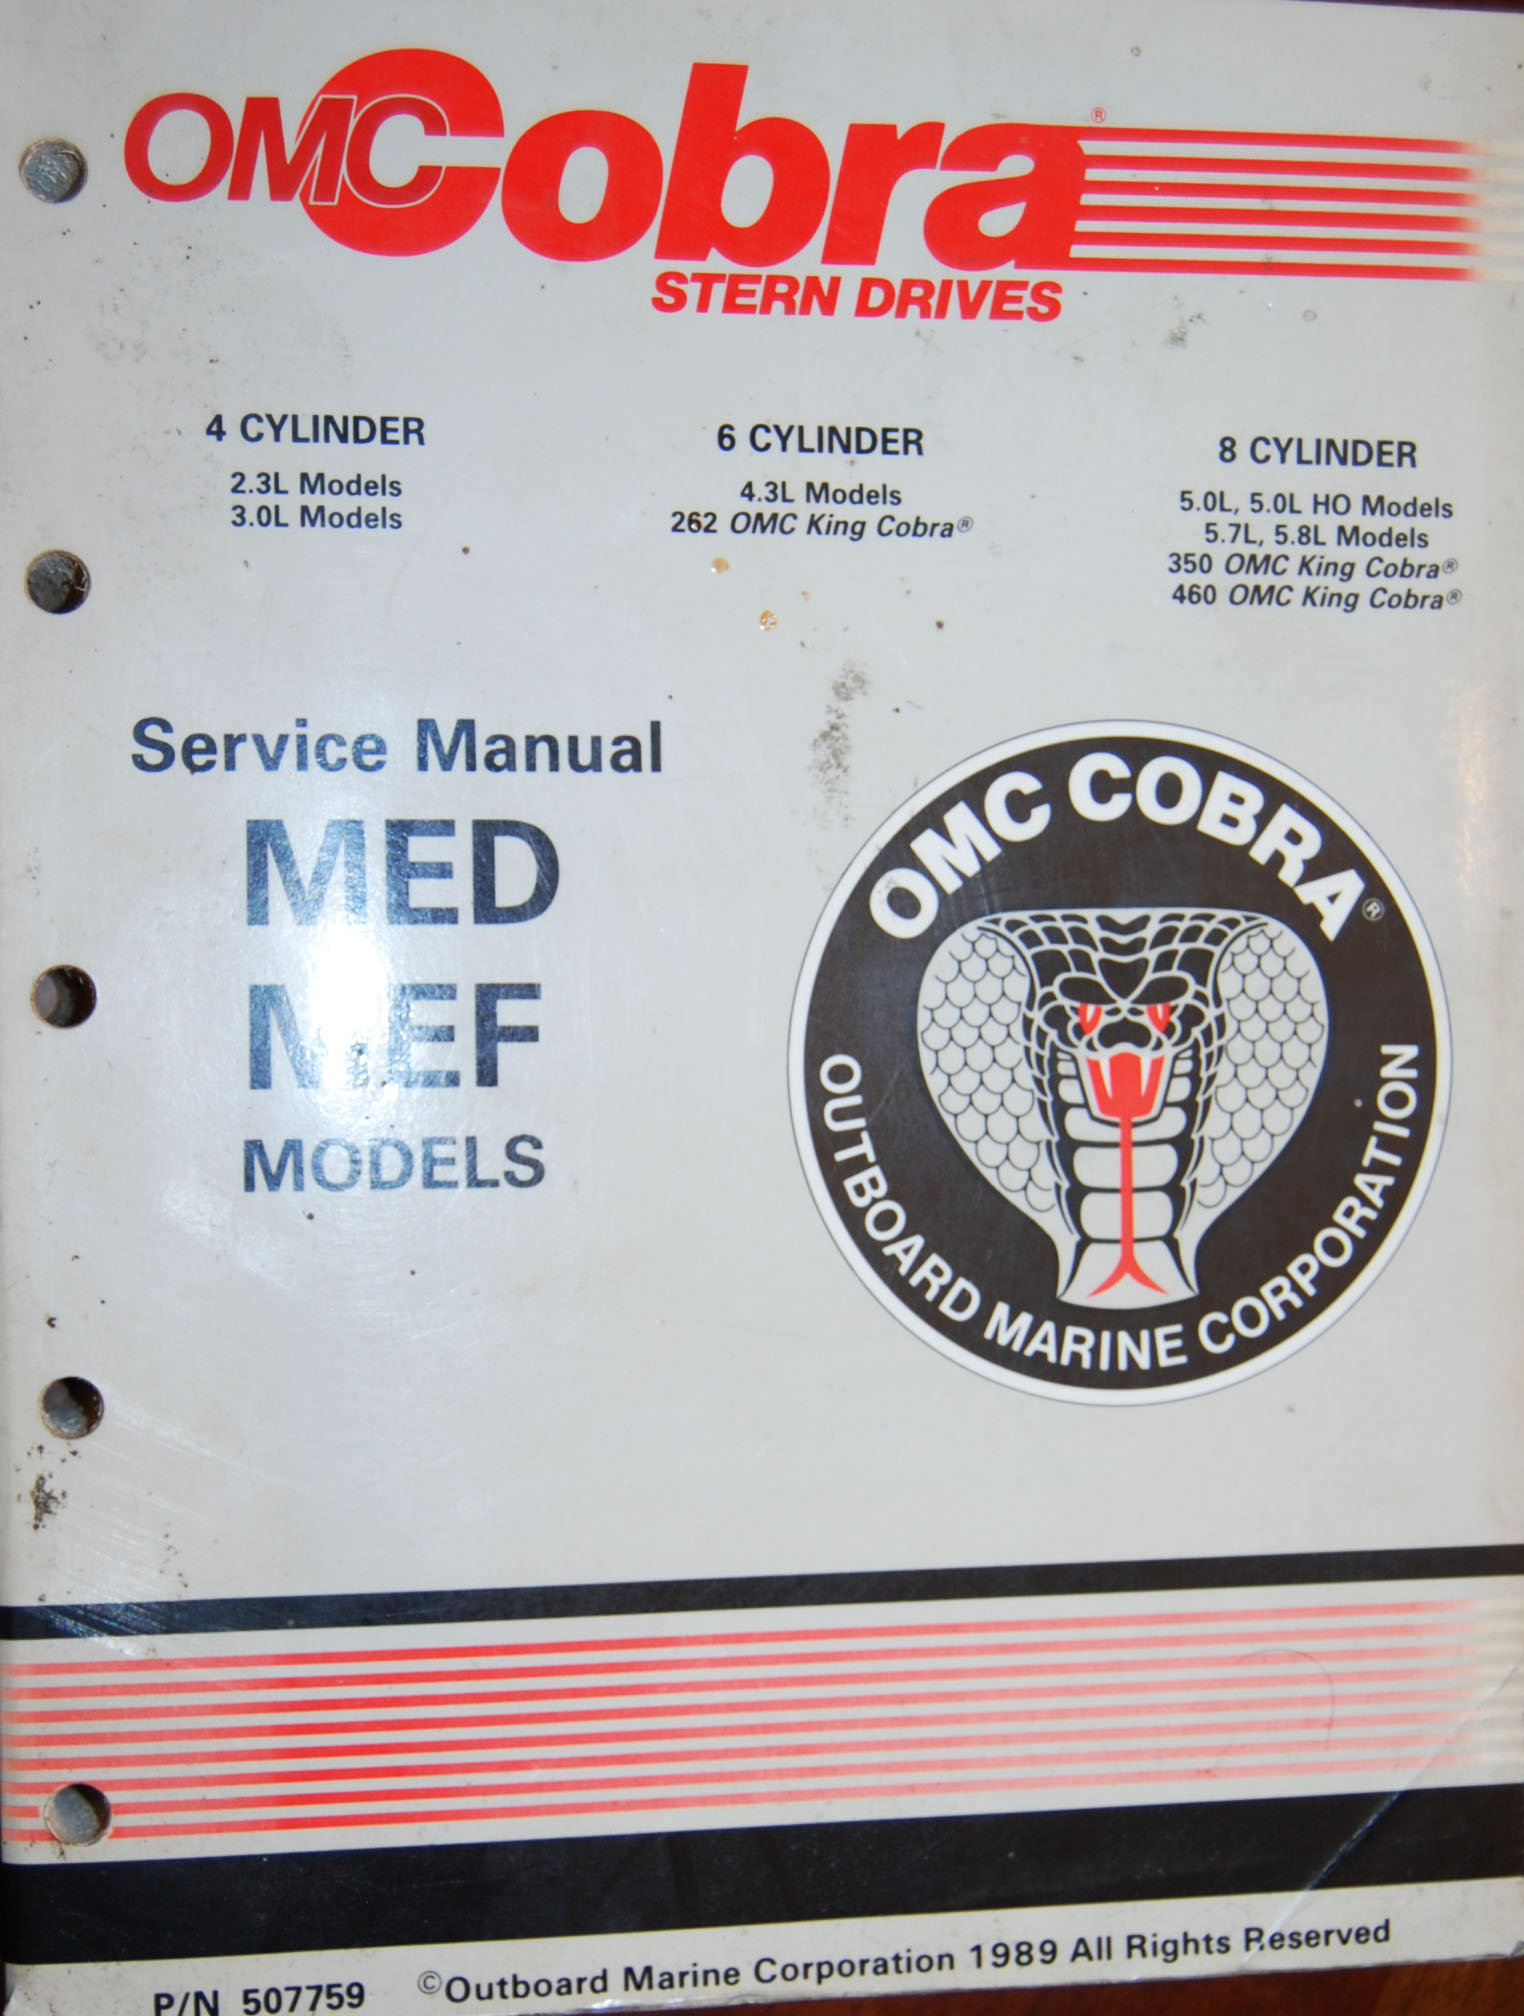 OMC Cobra®
STERN DRIVES
4 CYLINDER
2.3L Models
3.0L Models
6 CYLINDER
4.3L Models
262 OMC King Cobra®
8 CYLINDER
5.0L, 5.0L HO Models
5.7L, 5.8L Models
350 OMC King Cobra®
460 OMC King Cobra®
Service Manual
MED
MEF
MODELS
OMC COBRA®
OUTBOARD MARINE CORPORATION
P/N 507759 ©Outboard Marine Corporation 1989 All Rights Reserved